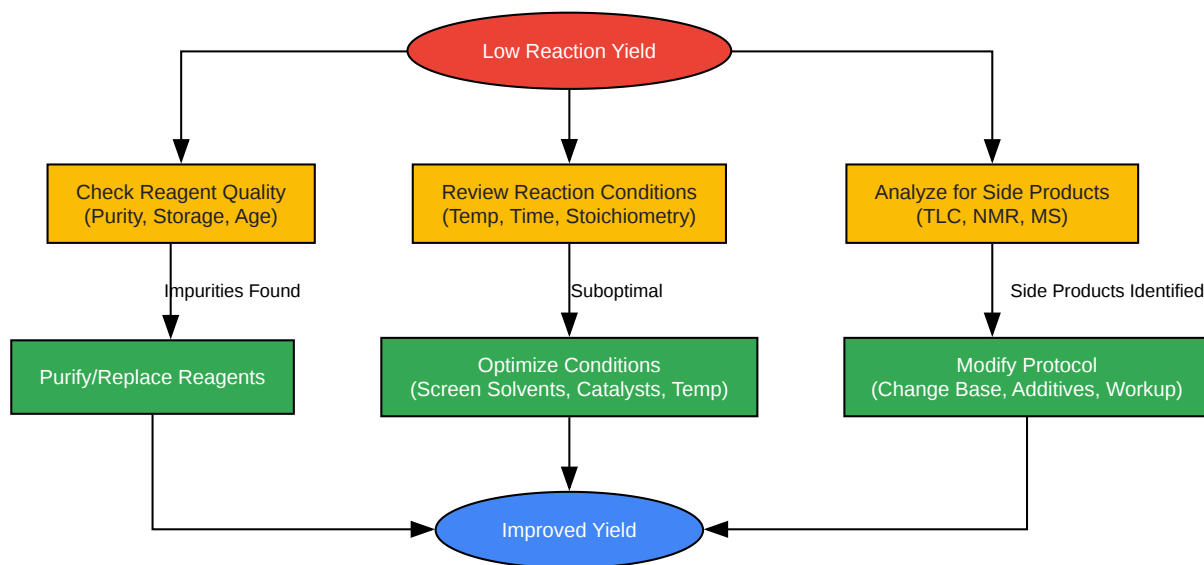 Low Reaction Yield
Check Reagent Quality
(Purity, Storage, Age)
Review Reaction Conditions
(Temp, Time, Stoichiometry)
Analyze for Side Products
(TLC, NMR, MS)
Impurities Found
Suboptimal
Side Products Identified
Purify/Replace Reagents
Optimize Conditions
(Screen Solvents, Catalysts, Temp)
Modify Protocol
(Change Base, Additives, Workup)
Improved Yield